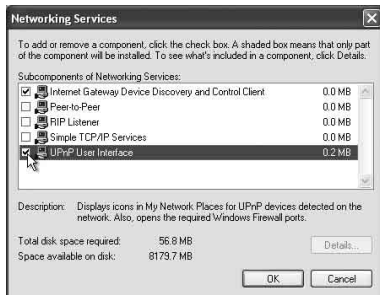 Networking Services
To add or remove a component, click the check box. A shaded box means that only part
of the component will be installed. To see what's included in a component, click Details.
Subcomponents of Networking Services:
Internet Gateway Device Discovery and Control Client 0.0 MB
Peer-to-Peer 0.0 MB
RIP Listener 0.0 MB
Simple TCP/IP Services 0.0 MB
UPnP User Interface 0.2 MB
Description: Displays icons in My Network Places for UPnP devices detected on the
network. Also, opens the required Windows Firewall ports.
Total disk space required: 56.8 MB
Space available on disk: 8179.7 MB
Details...
OK Cancel